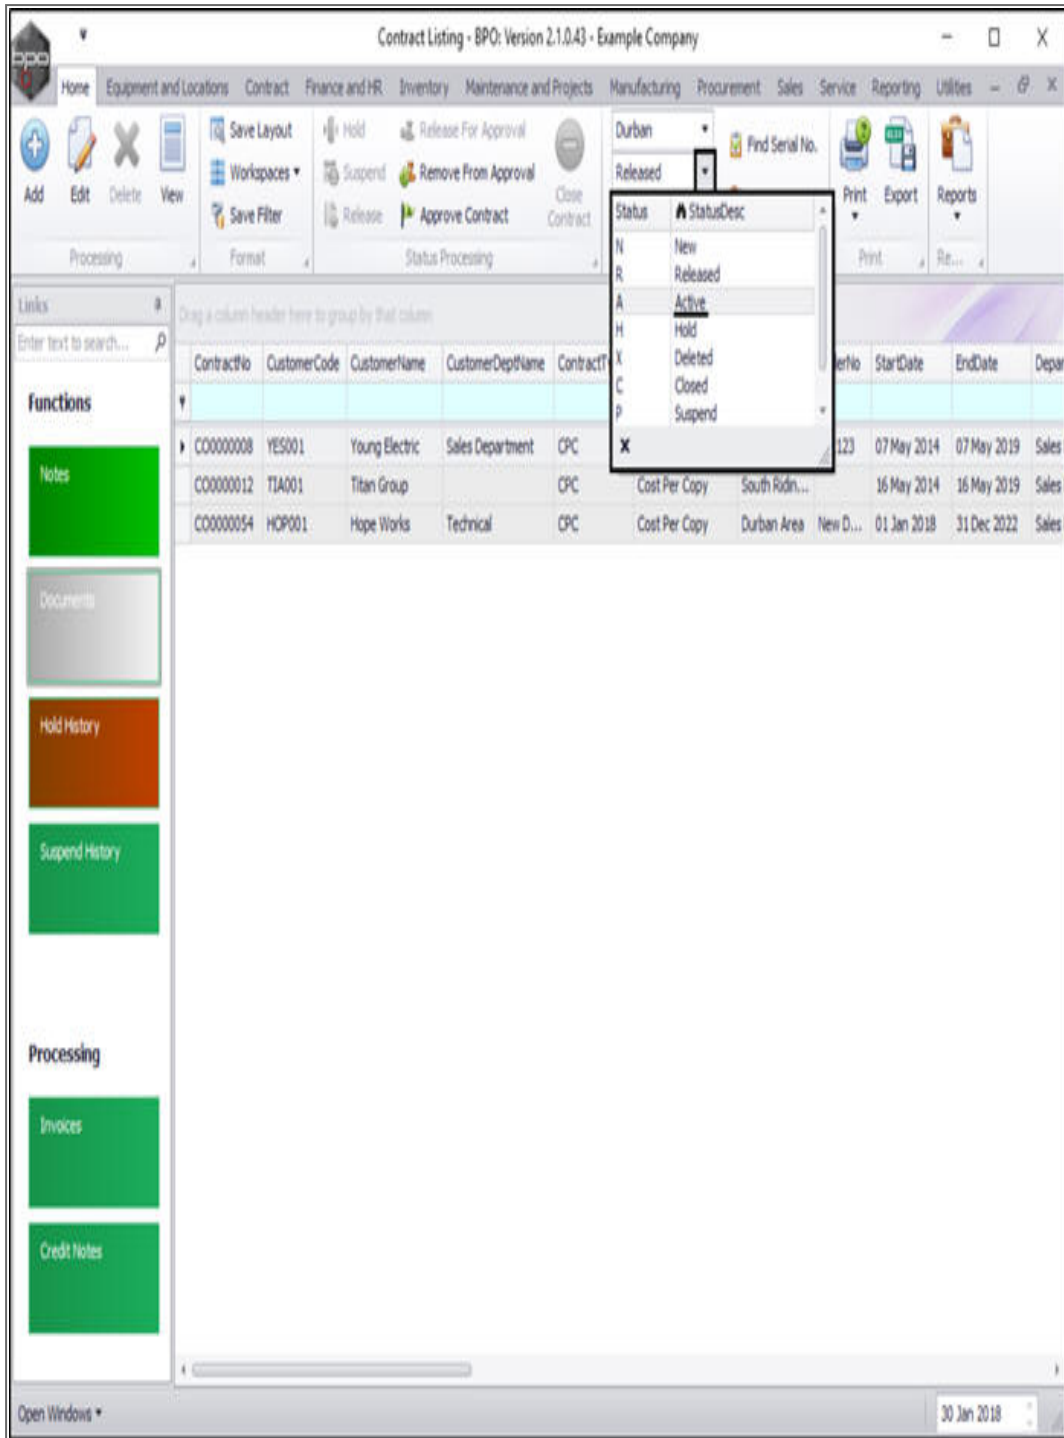 Contract Listing - BPO: Version 2.1.0.43 - Example Company
bpo
Home Equipment and Locations Contract Finance and HR Inventory Maintenance and Projects Manufacturing Procurement Sales Service Reporting Utilities
Add Edit Delete View
Save Layout
Workspaces
Save Filter
Hold
Suspend
Release
Release For Approval
Remove From Approval
Approve Contract
Close Contract
Durban
Released
Find Serial No.
Print Export Reports
Processing Format Status Processing Print Re...
Status StatusDesc
N New
R Released
A Active
H Hold
X Deleted
C Closed
P Suspend
Links
Enter text to search...
Functions
Notes
Documents
Hold History
Suspend History
Processing
Invoices
Credit Notes
Drag a column header here to group by that column
ContractNo CustomerCode CustomerName CustomerDeptName ContractT erNo StartDate EndDate Depar
CO0000008 YES001 Young Electric Sales Department CPC 123 07 May 2014 07 May 2019 Sales
CO0000012 TIA001 Titan Group CPC Cost Per Copy South Ridin... 16 May 2014 16 May 2019 Sales
CO0000054 HOP001 Hope Works Technical CPC Cost Per Copy Durban Area New D... 01 Jan 2018 31 Dec 2022 Sales
Open Windows 30 Jan 2018